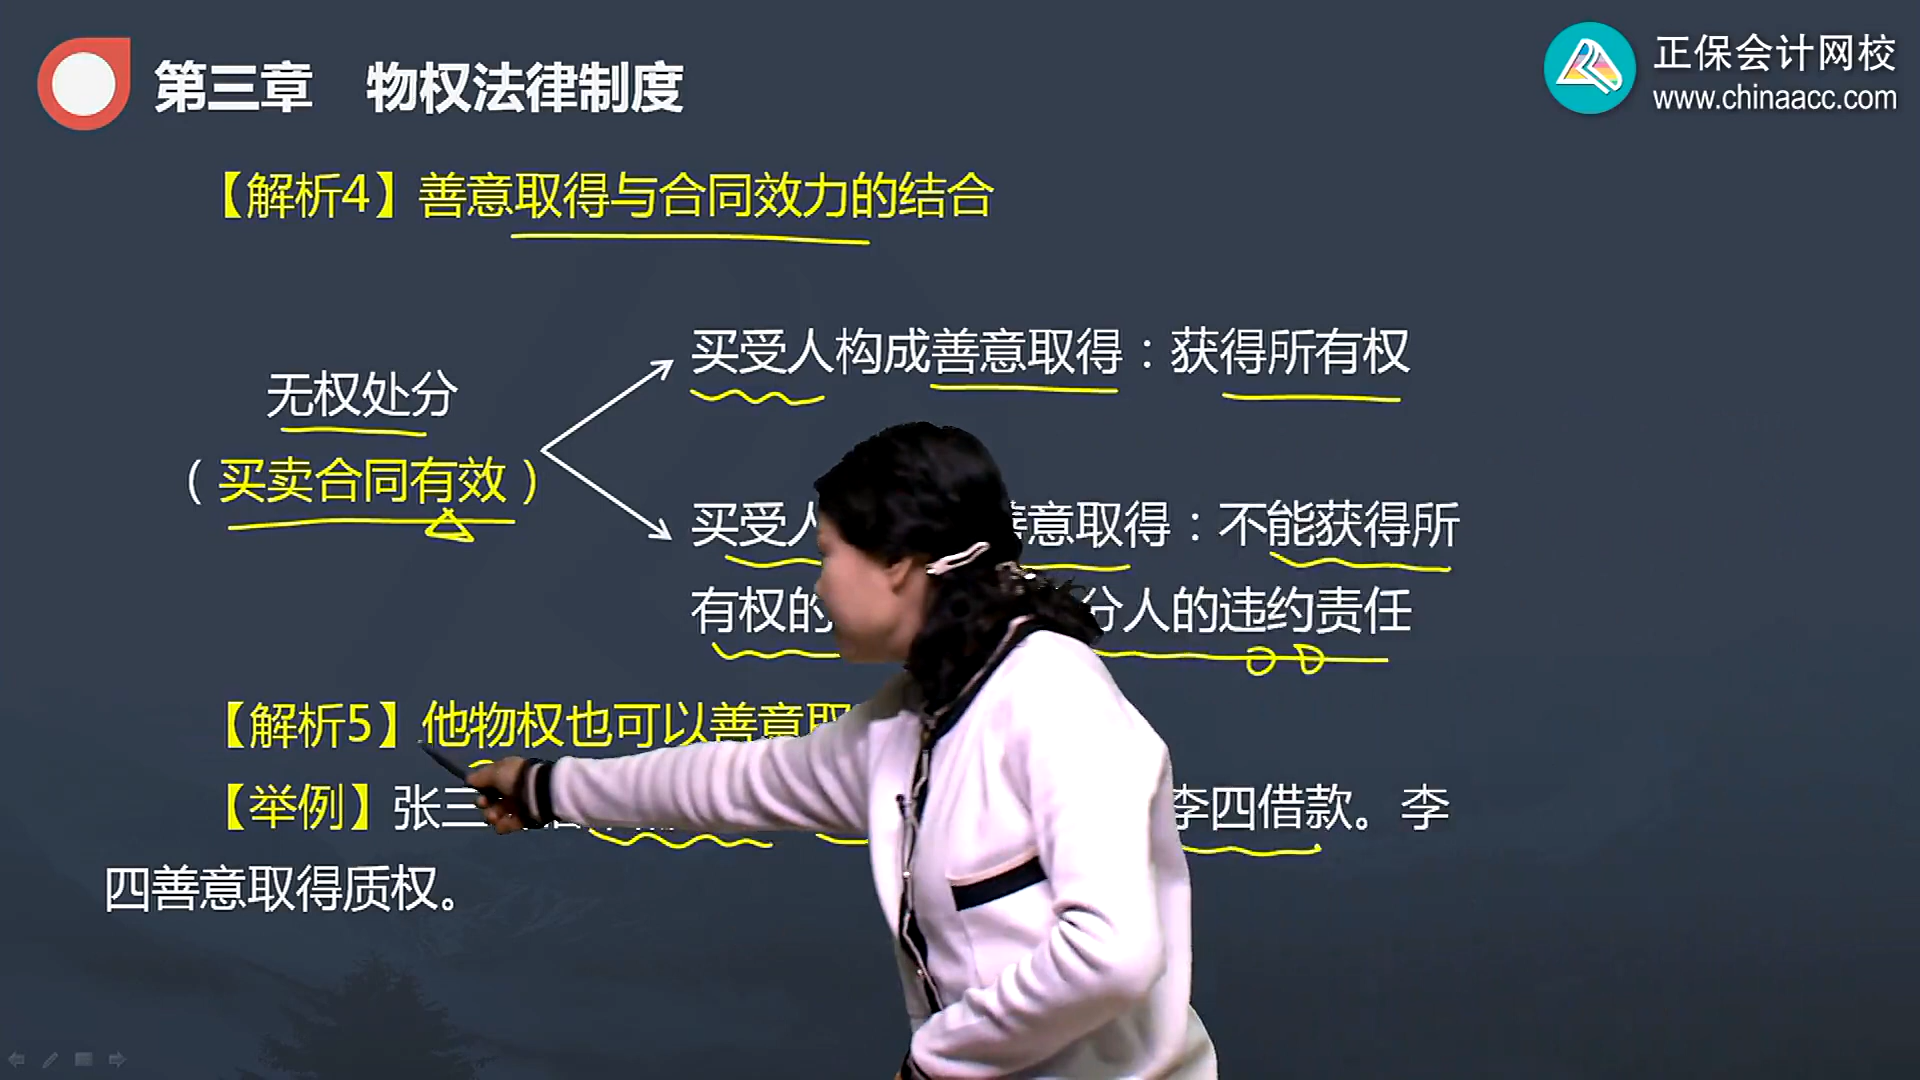 第三章 物权法律制度
正保会计网校
www.chinaacc.com
【解析4】善意取得与合同效力的结合
买受人构成善意取得：获得所有权
无权处分
（买卖合同有效）
买受人 善意取得：不能获得所
有权的 分人的违约责任
【解析5】他物权也可以善意取
【举例】张三 李四借款。李
四善意取得质权。